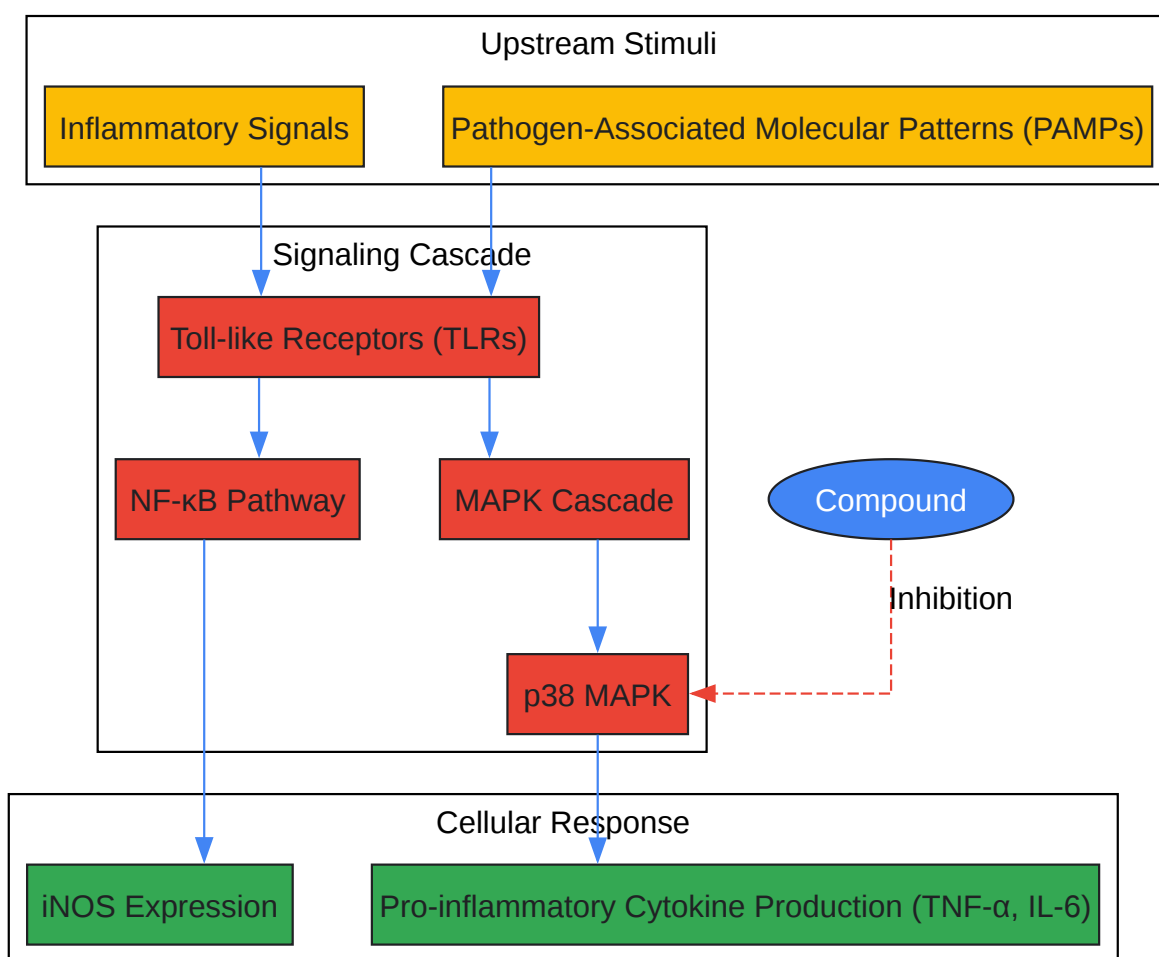 Upstream Stimuli
Inflammatory Signals
Pathogen-Associated Molecular Patterns (PAMPs)
Signaling Cascade
Toll-like Receptors (TLRs)
NF-κB Pathway
MAPK Cascade
Compound
Inhibition
p38 MAPK
Cellular Response
iNOS Expression
Pro-inflammatory Cytokine Production (TNF-α, IL-6)